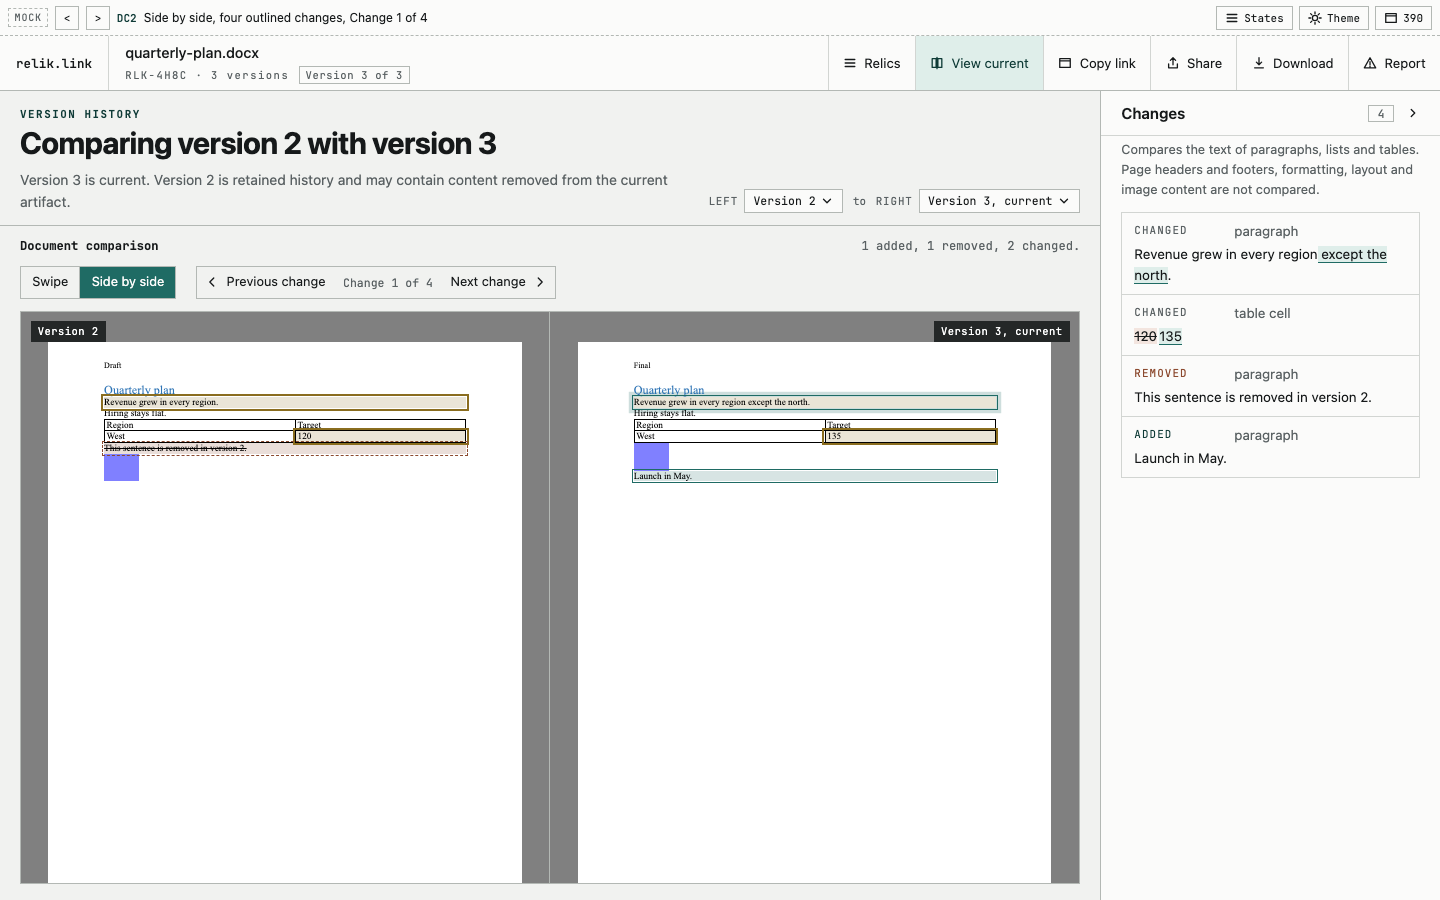 MOCK < > DC2 Side by side, four outlined changes, Change 1 of 4 States Theme 390
relik.link
quarterly-plan.docx
RLK-4H8C · 3 versions Version 3 of 3
Relics View current Copy link Share Download Report
VERSION HISTORY
Comparing version 2 with version 3
Version 3 is current. Version 2 is retained history and may contain content removed from the current
artifact.
LEFT Version 2 to RIGHT Version 3, current
Document comparison
1 added, 1 removed, 2 changed.
Swipe Side by side Previous change Change 1 of 4 Next change
Version 2
Draft
Quarterly plan
Revenue grew in every region.
Hiring stays flat.
Region Target
West 120
This sentence is removed in version 2.
Version 3, current
Final
Quarterly plan
Revenue grew in every region except the north.
Hiring stays flat.
Region Target
West 135
Launch in May.
Changes 4
Compares the text of paragraphs, lists and tables.
Page headers and footers, formatting, layout and
image content are not compared.
CHANGED paragraph
Revenue grew in every region except the
north.
CHANGED table cell
120 135
REMOVED paragraph
This sentence is removed in version 2.
ADDED paragraph
Launch in May.